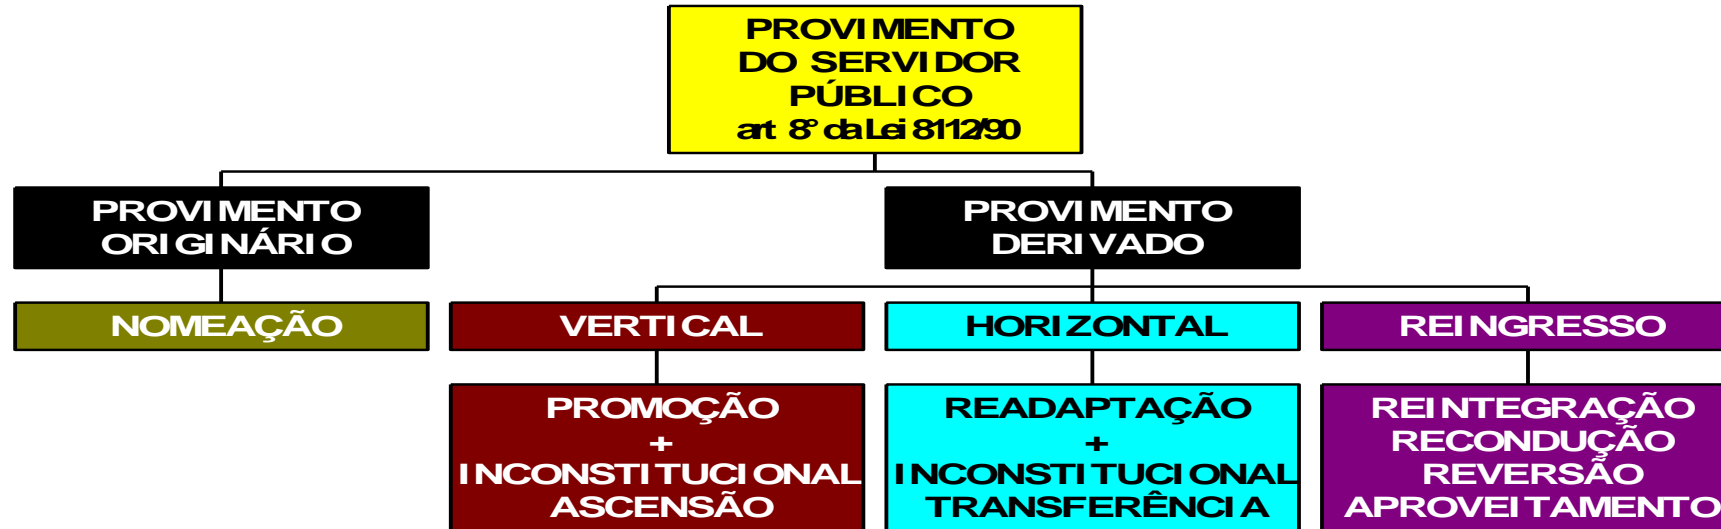 PROVIMENTO
DO SERVIDOR
PÚBLICO
art 8º da Lei 8112/90
PROVIMENTO
ORIGINÁRIO
PROVIMENTO
DERIVADO
NOMEAÇÃO
VERTICAL
HORIZONTAL
REINGRESSO
PROMOÇÃO
+
INCONSTITUCIONAL
ASCENSÃO
READAPTAÇÃO
+
INCONSTITUCIONAL
TRANSFERÊNCIA
REINTEGRAÇÃO
RECONDUÇÃO
REVERSÃO
APROVEITAMENTO